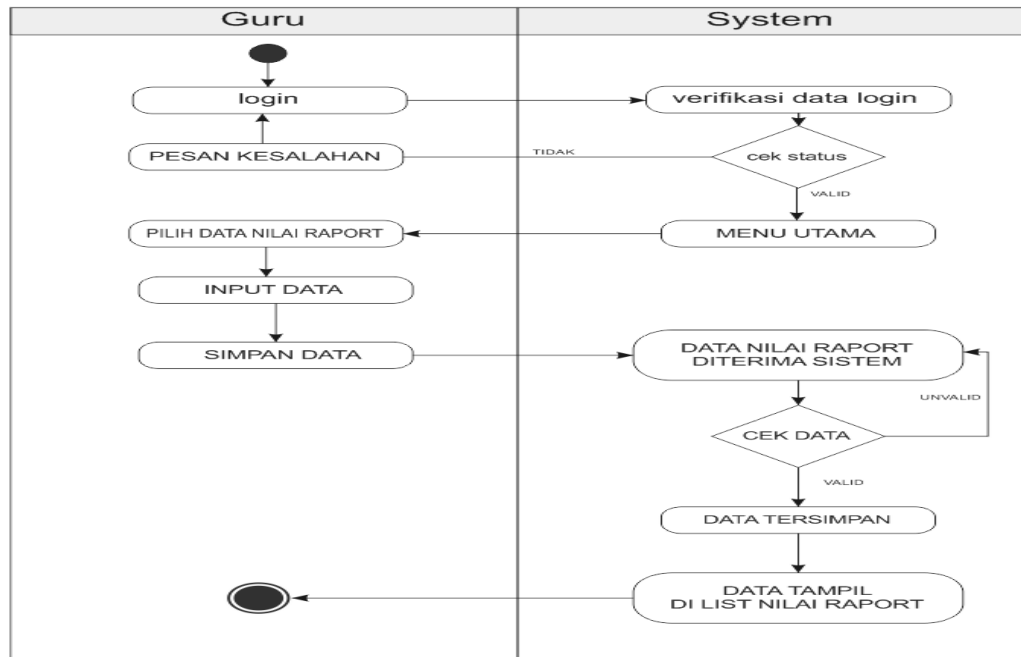 Guru
System
login
verifikasi data login
PESAN KESALAHAN
TIDAK
cek status
VALID
PILIH DATA NILAI RAPORT
MENU UTAMA
INPUT DATA
SIMPAN DATA
DATA NILAI RAPORT
DITERIMA SISTEM
UNVALID
CEK DATA
VALID
DATA TERSIMPAN
DATA TAMPIL
DI LIST NILAI RAPORT